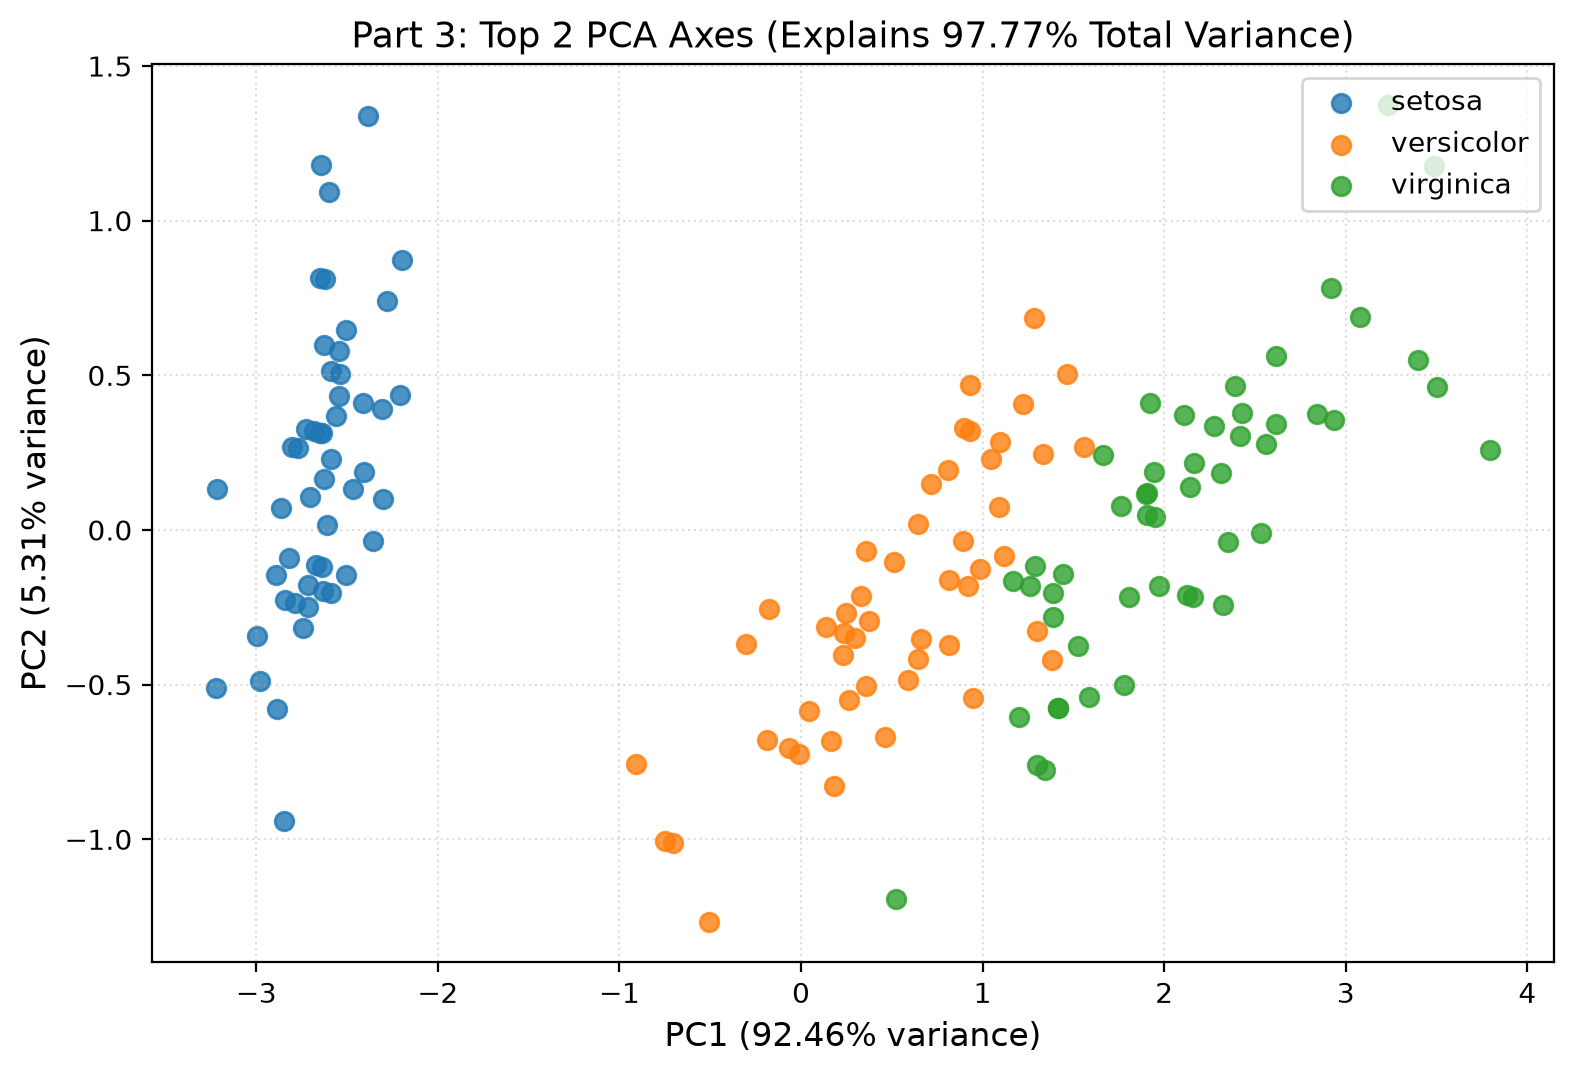 Part 3: Top 2 PCA Axes (Explains 97.77% Total Variance)
setosa
versicolor
virginica
1.5
1.0
0.5
0.0
−0.5
−1.0
PC2 (5.31% variance)
−3
−2
−1
0
1
2
3
4
PC1 (92.46% variance)